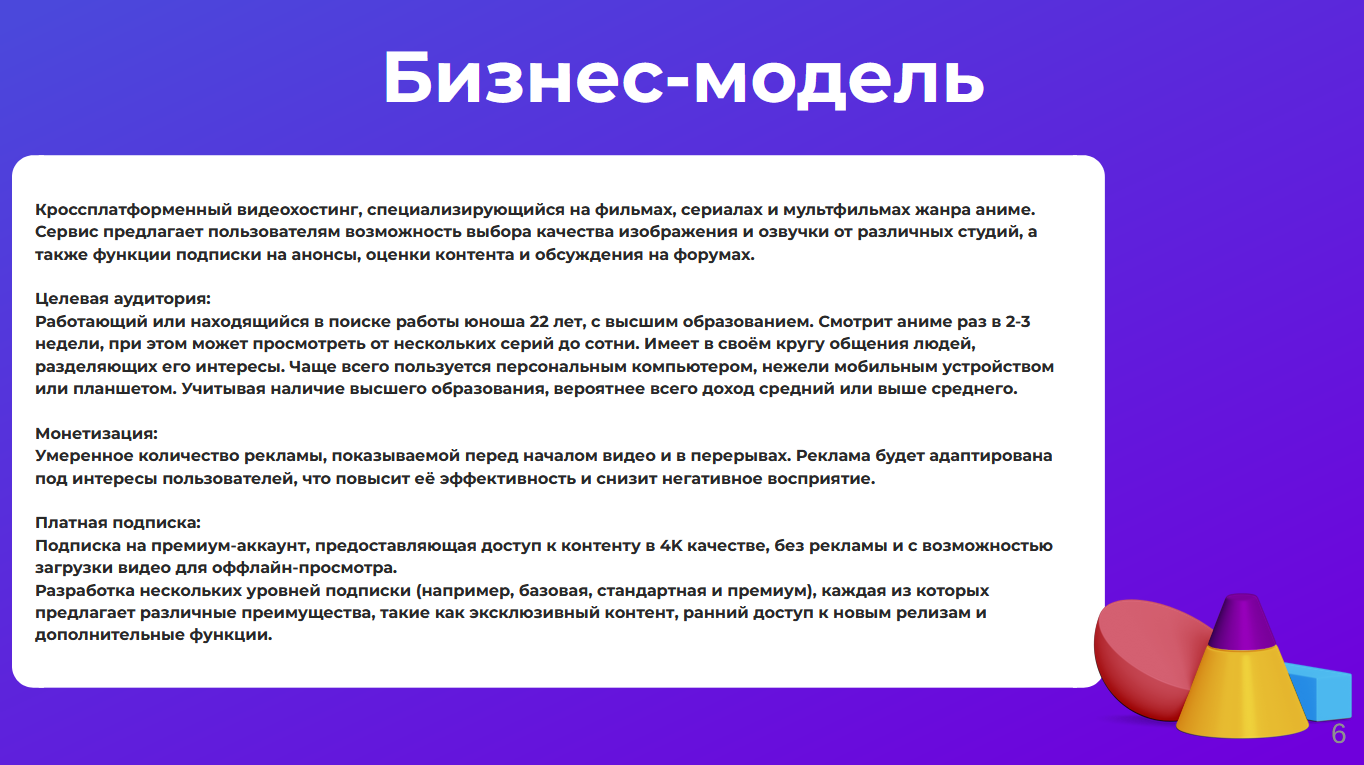 Бизнес-модель
Кроссплатформенный видеохостинг, специализирующийся на фильмах, сериалах и мультфильмах жанра аниме.
Сервис предлагает пользователям возможность выбора качества изображения и озвучки от различных студий, а
также функции подписки на анонсы, оценки контента и обсуждения на форумах.
Целевая аудитория:
Работающий или находящийся в поиске работы юноша 22 лет, с высшим образованием. Смотрит аниме раз в 2-3
недели, при этом может просмотреть от нескольких серий до сотни. Имеет в своём кругу общения людей,
разделяющих его интересы. Чаще всего пользуется персональным компьютером, нежели мобильным устройством
или планшетом. Учитывая наличие высшего образования, вероятнее всего доход средний или выше среднего.
Монетизация:
Умеренное количество рекламы, показываемой перед началом видео и в перерывах. Реклама будет адаптирована
под интересы пользователей, что повысит её эффективность и снизит негативное восприятие.
Платная подписка:
Подписка на премиум-аккаунт, предоставляющая доступ к контенту в 4K качестве, без рекламы и с возможностью
загрузки видео для оффлайн-просмотра.
Разработка нескольких уровней подписки (например, базовая, стандартная и премиум), каждая из которых
предлагает различные преимущества, такие как эксклюзивный контент, ранний доступ к новым релизам и
дополнительные функции.
6